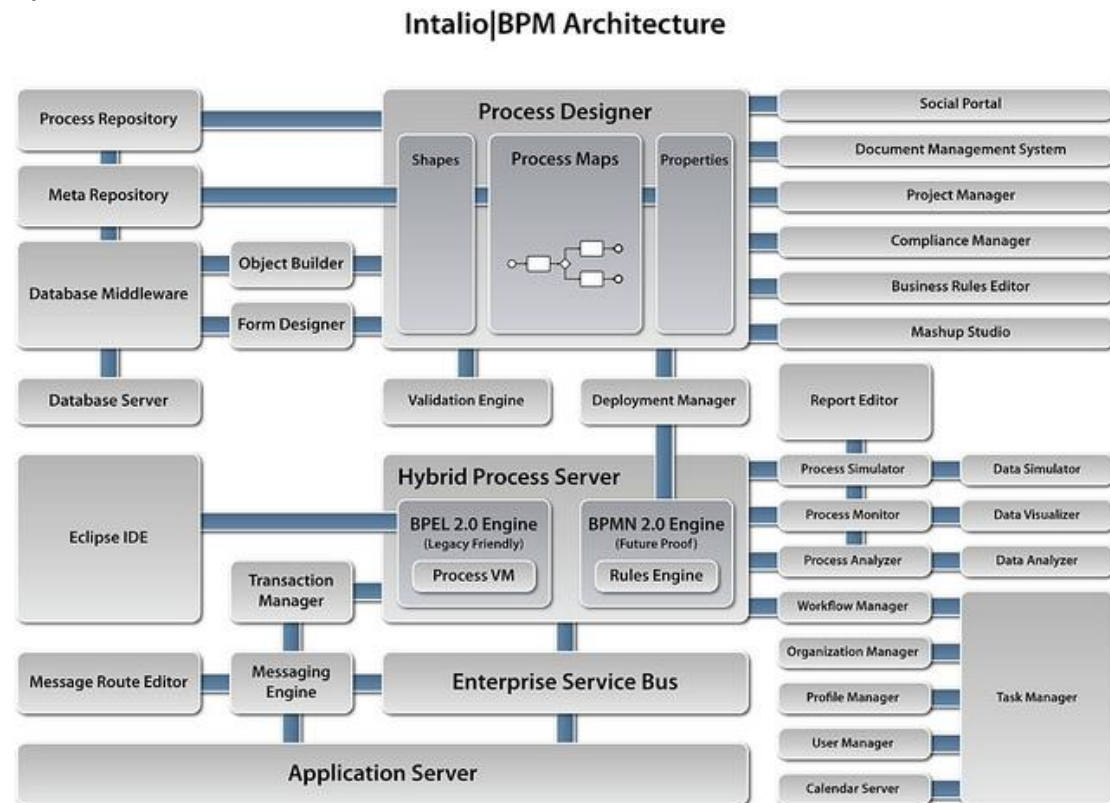 Intalio|BPM Architecture
Process Repository
Meta Repository
Database Middleware
Object Builder
Form Designer
Database Server
Process Designer
Shapes
Process Maps
Properties
Social Portal
Document Management System
Project Manager
Compliance Manager
Business Rules Editor
Mashup Studio
Validation Engine
Deployment Manager
Report Editor
Eclipse IDE
Hybrid Process Server
BPEL 2.0 Engine
(Legacy Friendly)
Process VM
BPMN 2.0 Engine
(Future Proof)
Rules Engine
Process Simulator
Data Simulator
Process Monitor
Data Visualizer
Process Analyzer
Data Analyzer
Transaction
Manager
Workflow Manager
Organization Manager
Profile Manager
User Manager
Calendar Server
Task Manager
Message Route Editor
Messaging
Engine
Enterprise Service Bus
Application Server